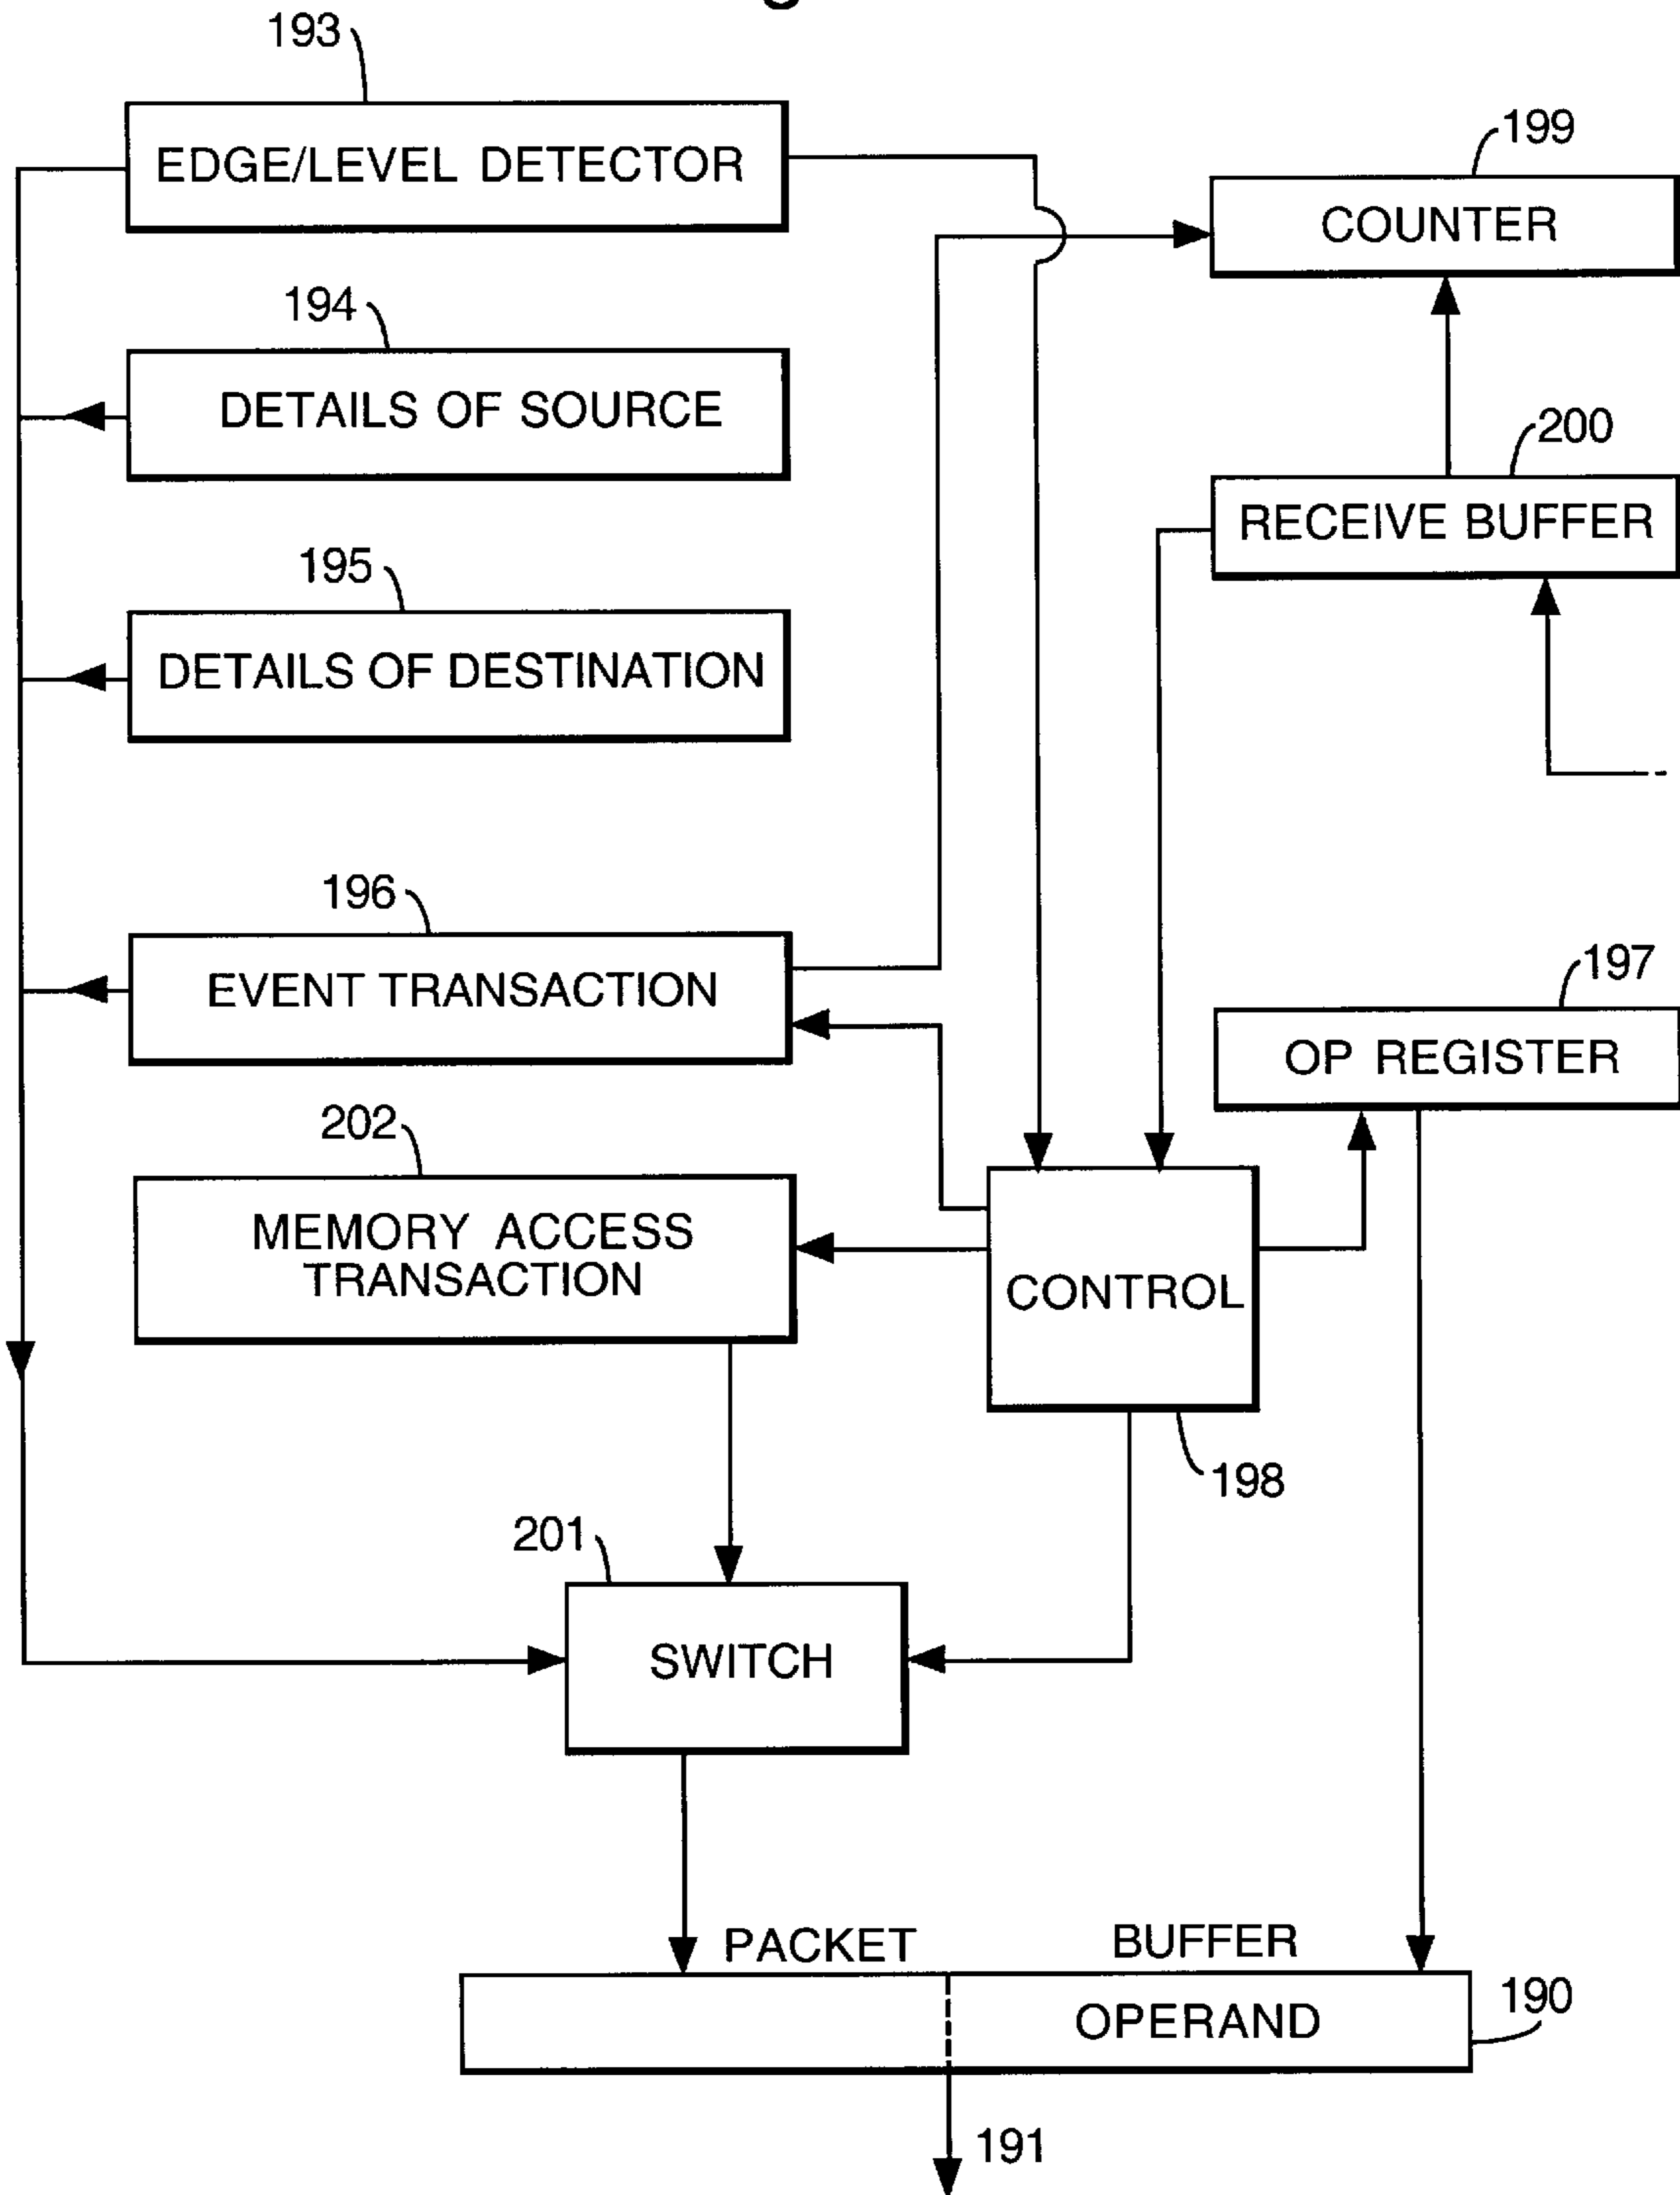 193
EDGE/LEVEL DETECTOR
199
COUNTER
194
DETAILS OF SOURCE
200
RECEIVE BUFFER
195
DETAILS OF DESTINATION
196
EVENT TRANSACTION
197
OP REGISTER
202
MEMORY ACCESS
TRANSACTION
CONTROL
198
201
SWITCH
PACKET BUFFER
OPERAND
190
191